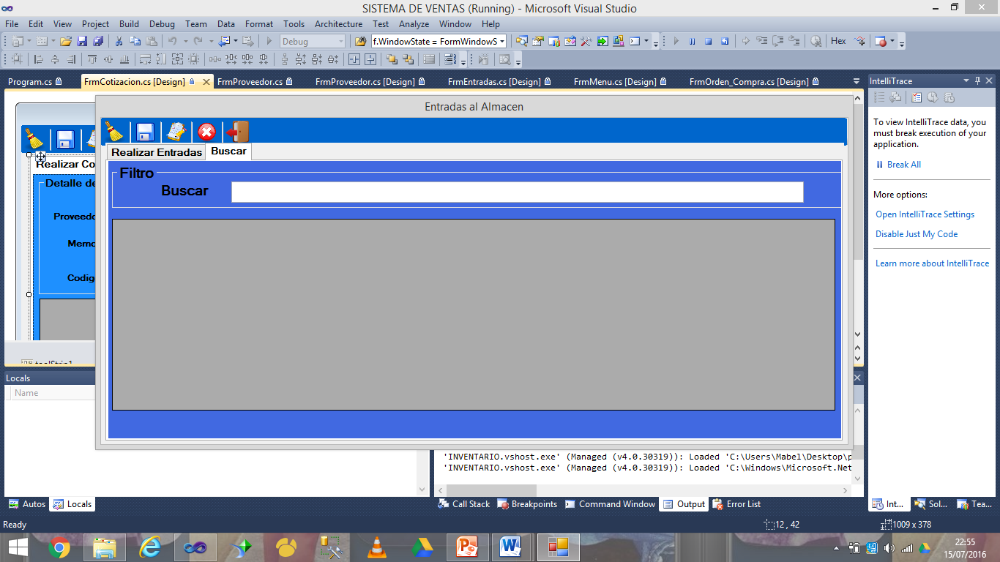 SISTEMA DE VENTAS (Running) - Microsoft Visual Studio
File Edit View Project Build Debug Team Data Format Tools Architecture Test Analyze Window Help
Debug f.WindowState = FormWindowS Hex
Program.cs FrmCotizacion.cs [Design] FrmProveedor.cs FrmProveedor.cs [Design] FrmEntradas.cs [Design] FrmMenu.cs [Design] FrmOrden_Compra.cs [Design]
IntelliTrace
To view IntelliTrace data, you
must break execution of your
application.
Break All
More options:
Open IntelliTrace Settings
Disable Just My Code
Learn more about IntelliTrace
Entradas al Almacen
Realizar Entradas Buscar
Filtro
Buscar
Realizar Co
Detalle de
Proveedo
Memo
Codigo
toolStrip1
Locals
Name
'INVENTARIO.vshost.exe' (Managed (v4.0.30319)): Loaded 'C:\Users\Mabel\Desktop\p
'INVENTARIO.vshost.exe' (Managed (v4.0.30319)): Loaded 'C:\Windows\Microsoft.Net
Autos Locals
Call Stack Breakpoints Command Window Output Error List
Int... Sol... Tea...
Ready 12 , 42 1009 x 378
22:55
15/07/2016